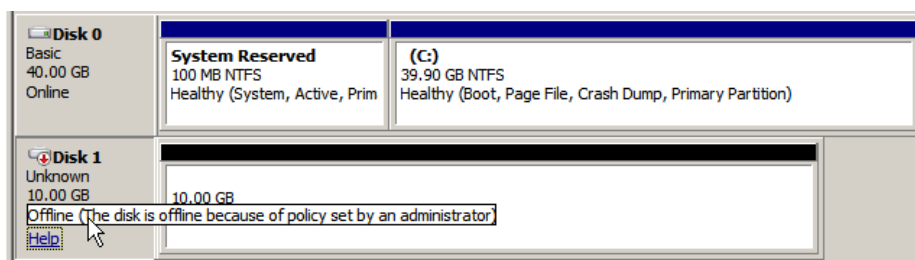 Disk 0
Basic
40.00 GB
Online
System Reserved
100 MB NTFS
Healthy (System, Active, Prim
(C:)
39.90 GB NTFS
Healthy (Boot, Page File, Crash Dump, Primary Partition)
Disk 1
Unknown
10.00 GB
10.00 GB
Offline (The disk is offline because of policy set by an administrator)
Help